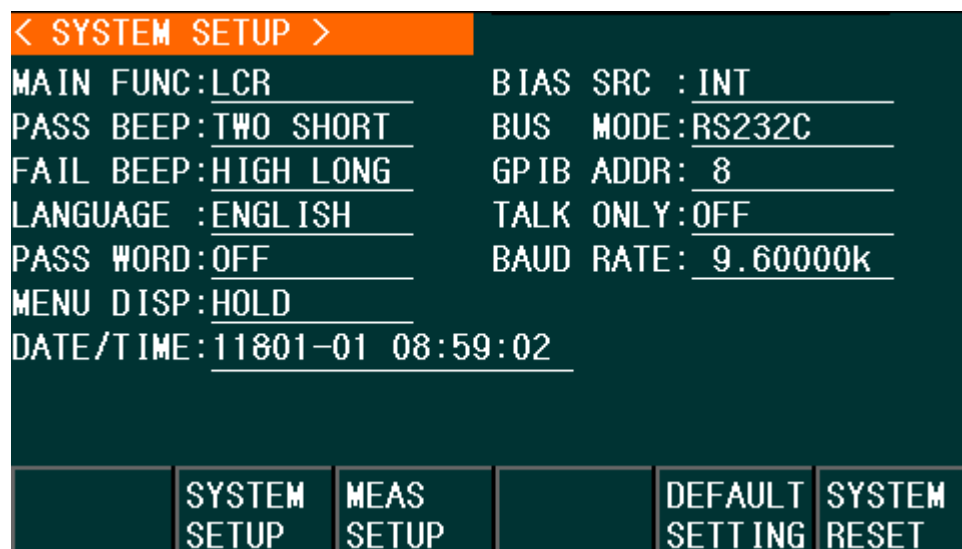 < SYSTEM SETUP >
MAIN FUNC:LCR
PASS BEEP:TWO SHORT
FAIL BEEP:HIGH LONG
LANGUAGE :ENGLISH
PASS WORD:OFF
MENU DISP:HOLD
DATE/TIME:11801-01 08:59:02
BIAS SRC :INT
BUS MODE:RS232C
GPIB ADDR: 8
TALK ONLY:OFF
BAUD RATE: 9.60000k
SYSTEM
SETUP
MEAS
SETUP
DEFAULT
SETTING
SYSTEM
RESET